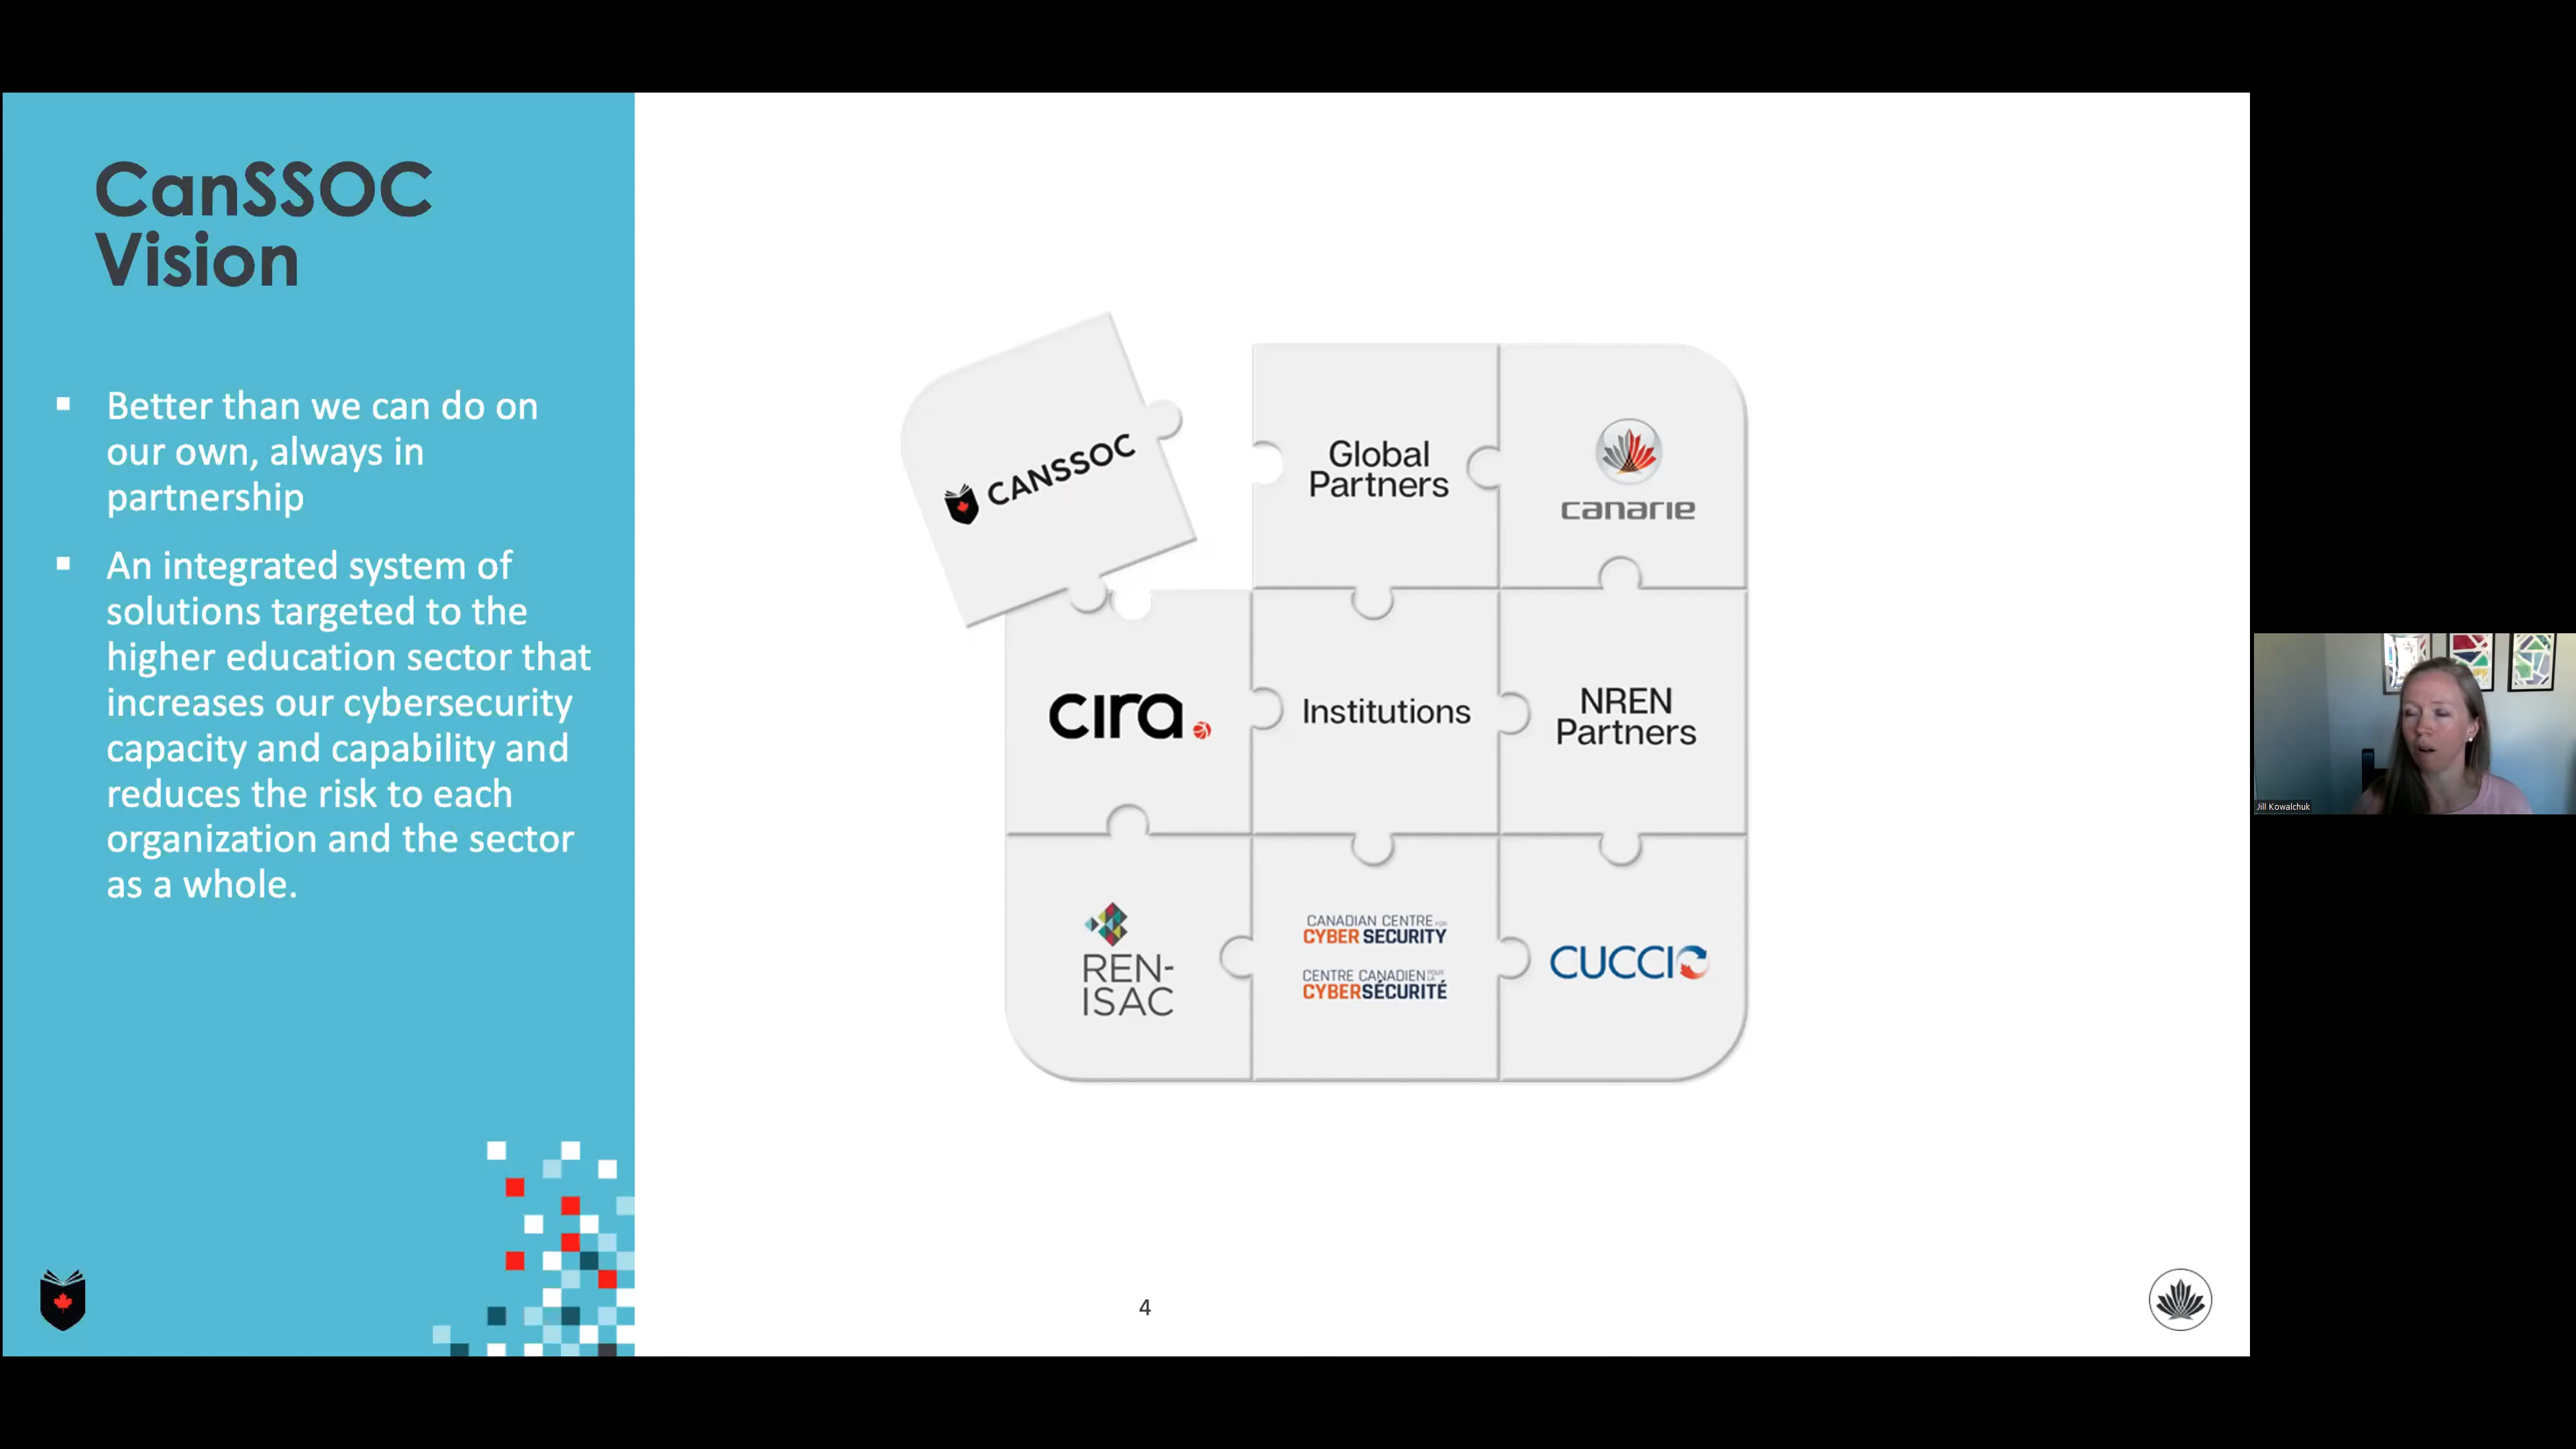 CanSSOC
Vision
Better than we can do on
our own, always in
partnership
An integrated system of
solutions targeted to the
higher education sector that
increases our cybersecurity
capacity and capability and
reduces the risk to each
organization and the sector
as a whole.
CANSSOC
Global
Partners
canarie
cira
Institutions
NREN
Partners
REN-
ISAC
CANADIAN CENTRE FOR
CYBER SECURITY
CENTRE CANADIEN POUR LA
CYBERSÉCURITÉ
CUCCIO
4
Jill Kowalchuk